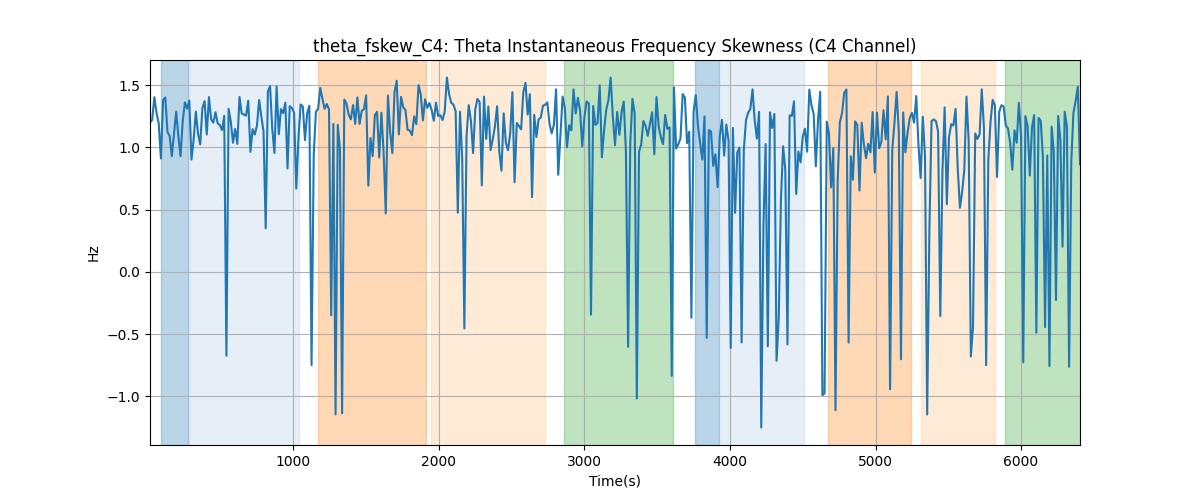 theta_fskew_C4: Theta Instantaneous Frequency Skewness (C4 Channel)
Hz
1.5
1.0
0.5
0.0
−0.5
−1.0
1000 2000 3000 4000 5000 6000
Time(s)